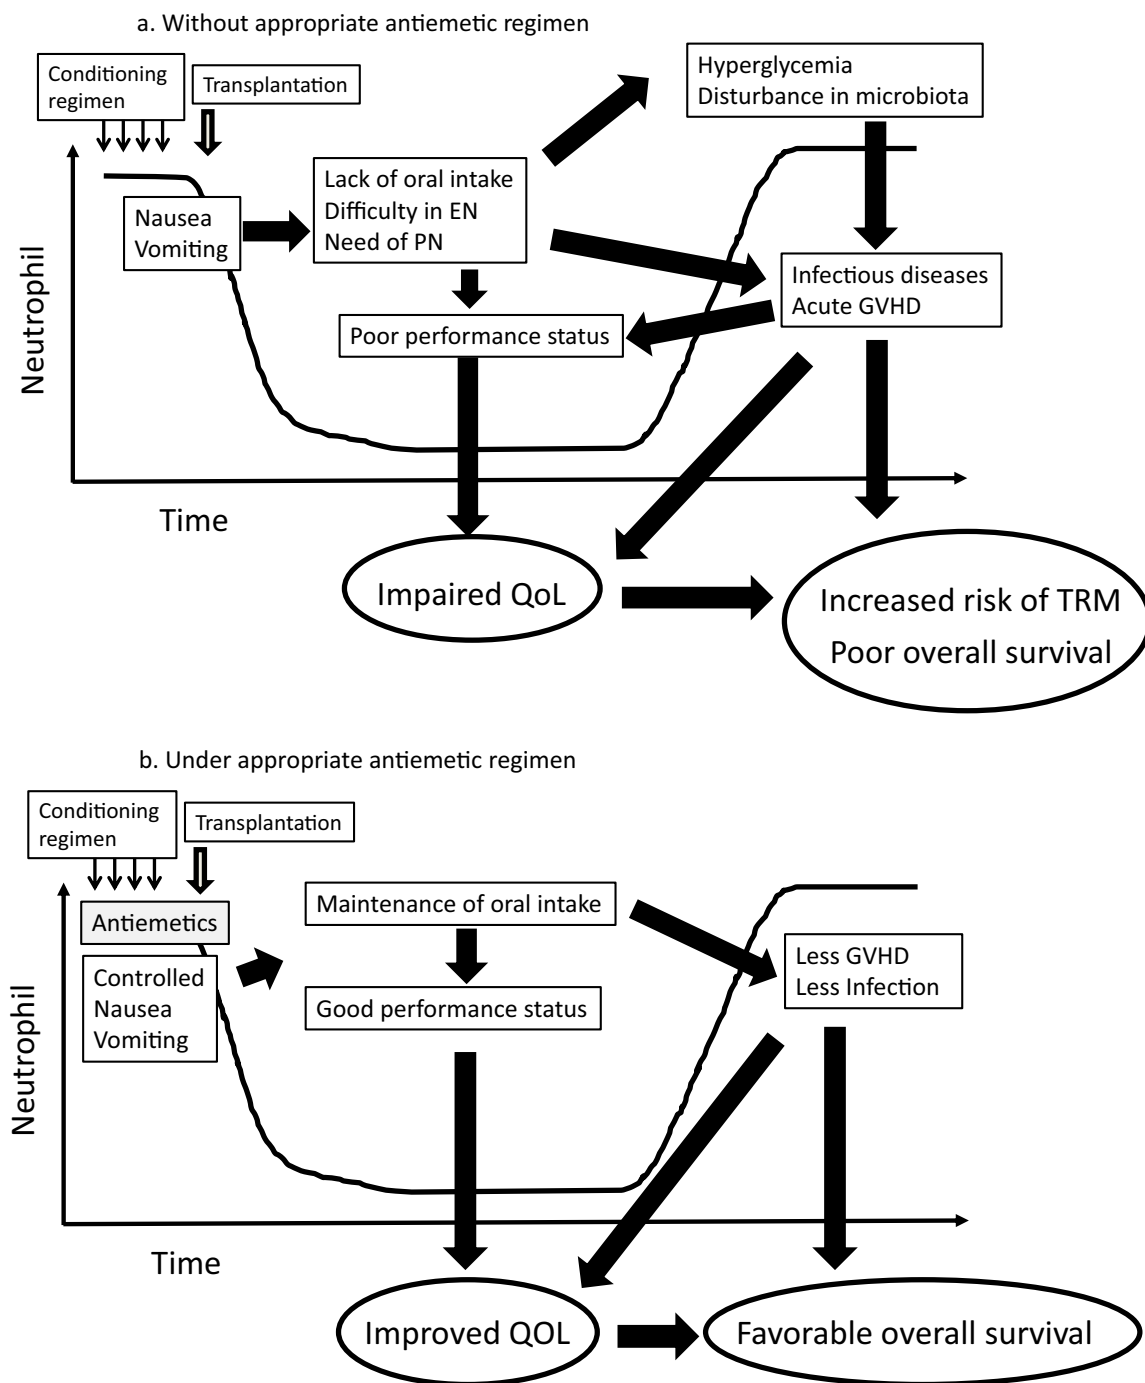 a. Without appropriate antiemetic regimen
Conditioning
regimen
Transplantation
Hyperglycemia
Disturbance in microbiota
Lack of oral intake
Difficulty in EN
Need of PN
Nausea
Vomiting
Infectious diseases
Acute GVHD
Poor performance status
Neutrophil
Time
Impaired QoL
Increased risk of TRM
Poor overall survival
b. Under appropriate antiemetic regimen
Conditioning
regimen
Transplantation
Antiemetics
Maintenance of oral intake
Controlled
Nausea
Vomiting
Less GVHD
Less Infection
Good performance status
Neutrophil
Time
Improved QOL
Favorable overall survival